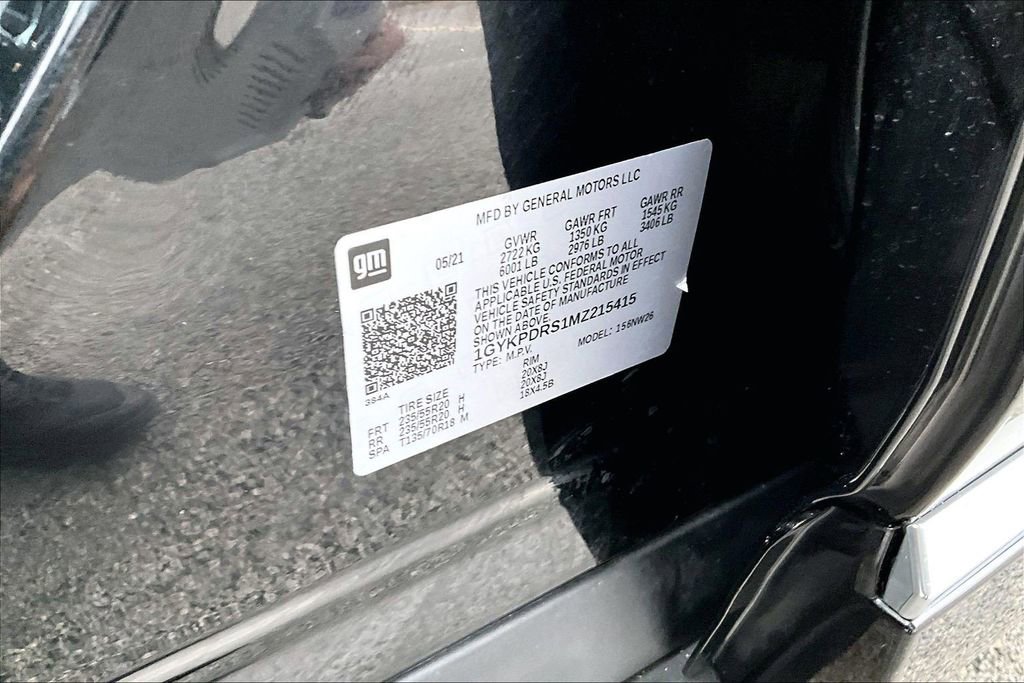 MFD BY GENERAL MOTORS LLC
gm
05/21
GVWR GAWR FRT GAWR RR
2722 KG 1350 KG 1545 KG
6001 LB 2976 LB 3406 LB
THIS VEHICLE CONFORMS TO ALL
APPLICABLE U.S. FEDERAL MOTOR
VEHICLE SAFETY STANDARDS IN EFFECT
ON THE DATE OF MANUFACTURE
SHOWN ABOVE
1GYKPDRS1MZ215415
TYPE: M.P.V. MODEL: 156NW26
384A
TIRE SIZE RIM
FRT 235/55R20 H 20X8J
RR 235/55R20 H 20X8J
SPA T135/70R18 M 18X4.5B